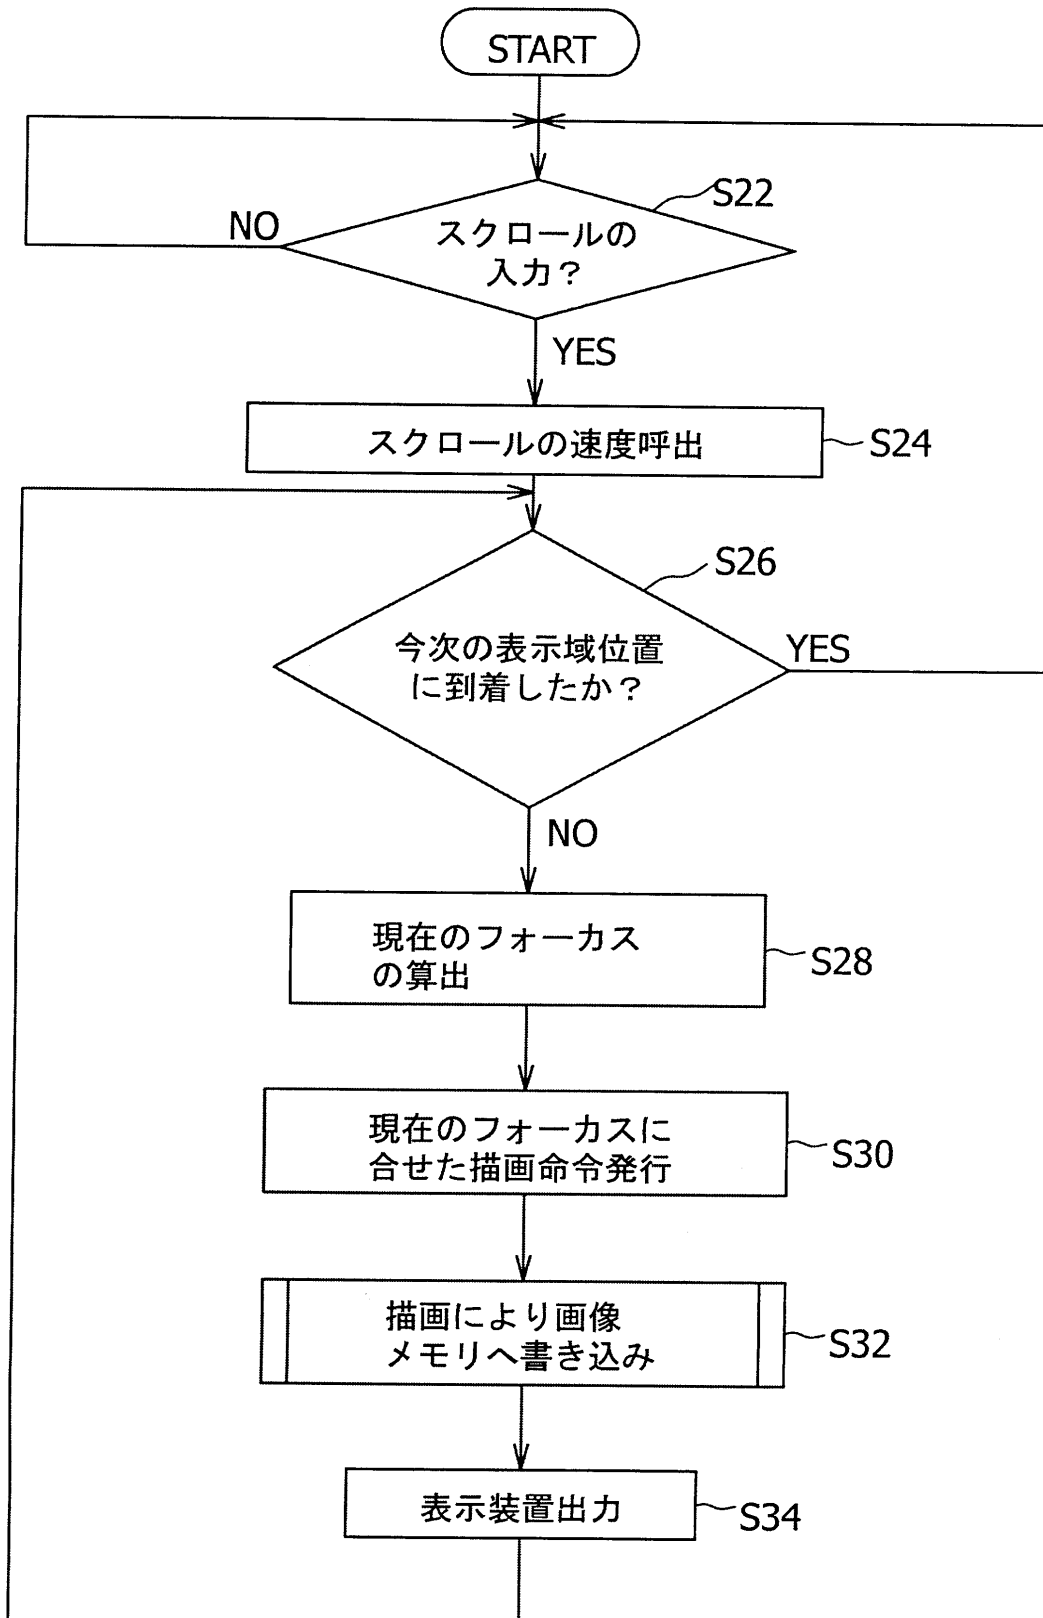 START
S22
NO
スクロールの
入力？
YES
スクロールの速度呼出
S24
S26
今次の表示域位置
に到着したか？
YES
NO
現在のフォーカス
の算出
S28
現在のフォーカスに
合せた描画命令発行
S30
描画により画像
メモリへ書き込み
S32
表示装置出力
S34